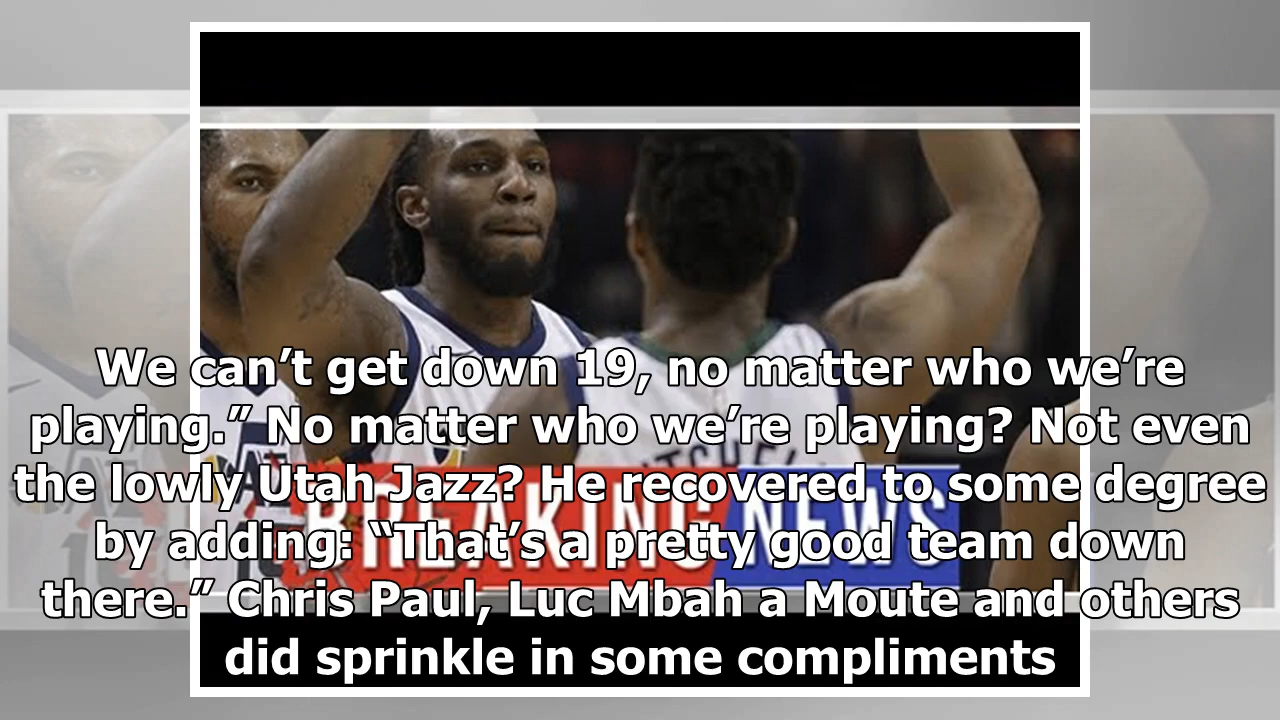 We can’t get down 19, no matter who we’re
playing.” No matter who we’re playing? Not even
the lowly Utah Jazz? He recovered to some degree
by adding: “That’s a pretty good team down
there.” Chris Paul, Luc Mbah a Moute and others
did sprinkle in some compliments
BREAKING NEWS